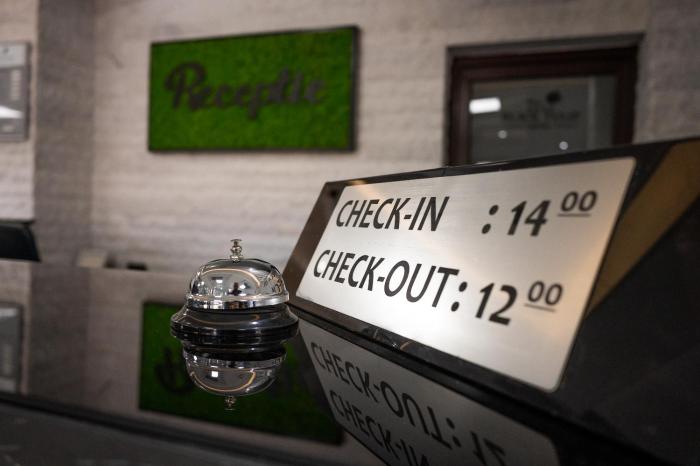 Receptie
CHECK-IN : 14 00
CHECK-OUT: 12 00